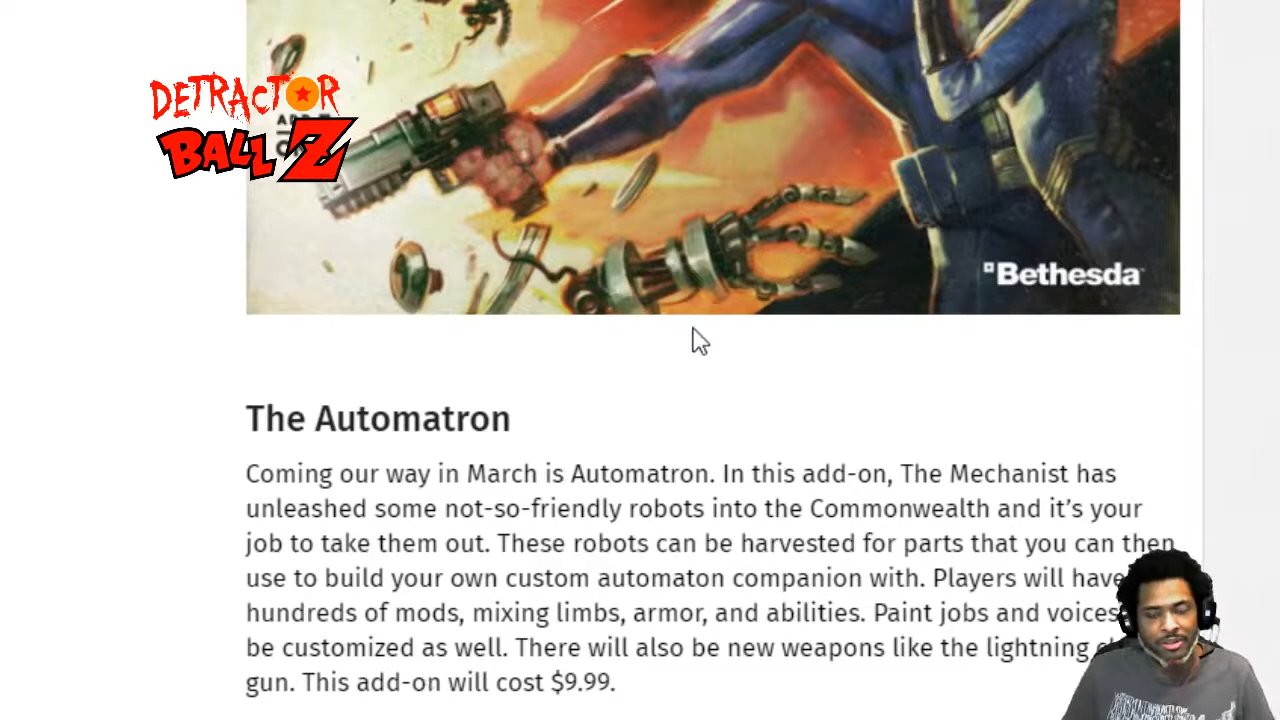 DETRACTOR
BALL Z
Bethesda
The Automatron
Coming our way in March is Automatron. In this add-on, The Mechanist has
unleashed some not-so-friendly robots into the Commonwealth and it’s your
job to take them out. These robots can be harvested for parts that you can then
use to build your own custom automaton companion with. Players will have
hundreds of mods, mixing limbs, armor, and abilities. Paint jobs and voices
be customized as well. There will also be new weapons like the lightning
gun. This add-on will cost $9.99.